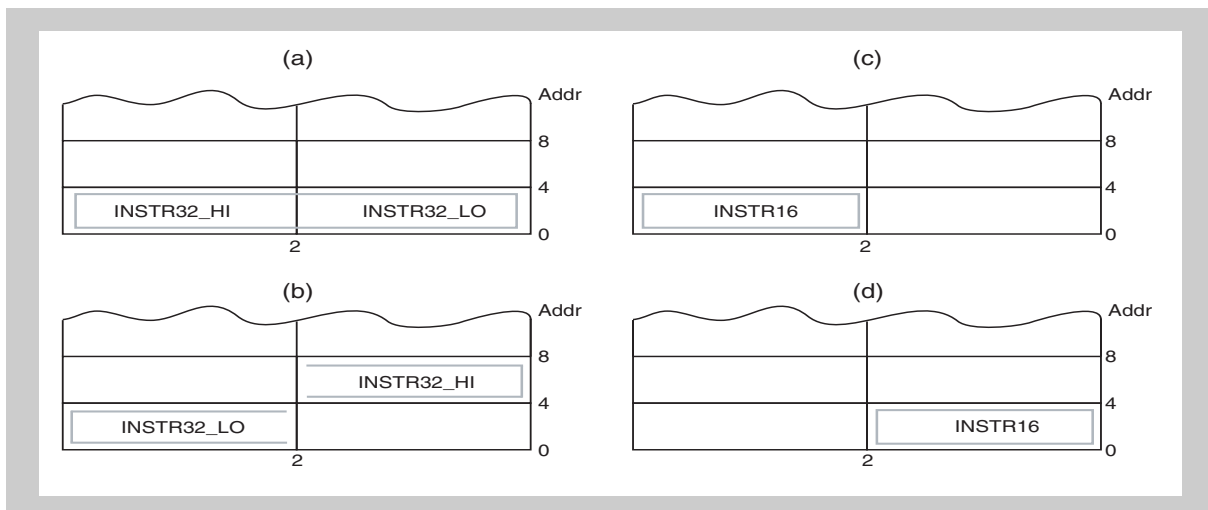 (a)
Addr
8
4
INSTR32_HI INSTR32_LO
0
2
(c)
Addr
8
4
INSTR16
0
2
(b)
Addr
8
INSTR32_HI
4
INSTR32_LO
0
2
(d)
Addr
8
4
INSTR16
0
2